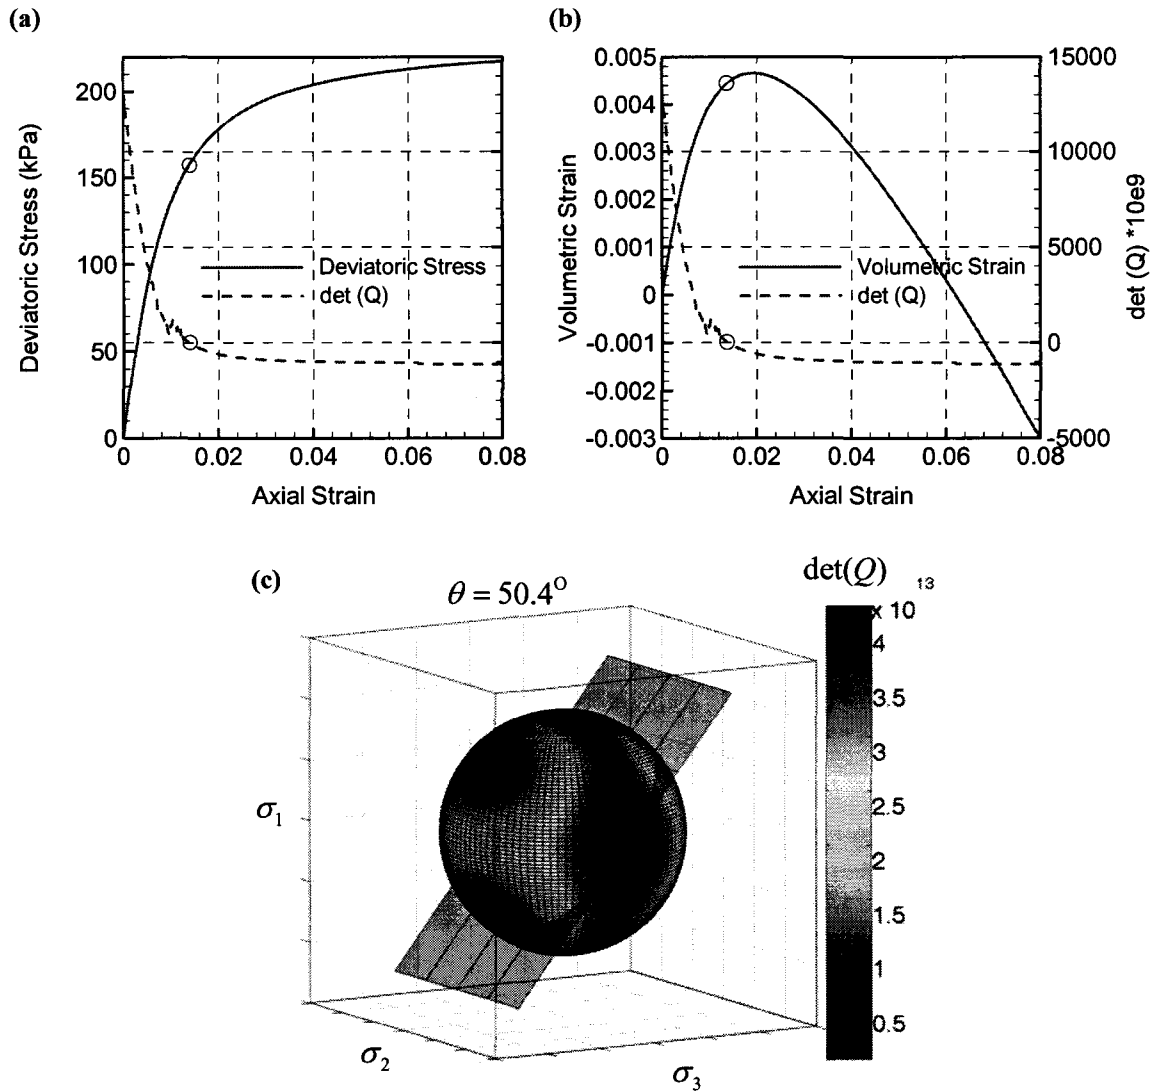 (a)
200
150
100
50
0
Deviatoric Stress (kPa)
Deviatoric Stress
det (Q)
0 0.02 0.04 0.06 0.08
Axial Strain
(b)
0.005
0.004
0.003
0.002
0.001
0
-0.001
-0.002
-0.003
Volumetric Strain
Volumetric Strain
det (Q)
15000
10000
5000
0
-5000
det (Q) *10e9
0 0.02 0.04 0.06 0.08
Axial Strain
(c)
θ = 50.4°
σ1
σ2
σ3
det(Q)
13
x 10
4
3.5
3
2.5
2
1.5
1
0.5